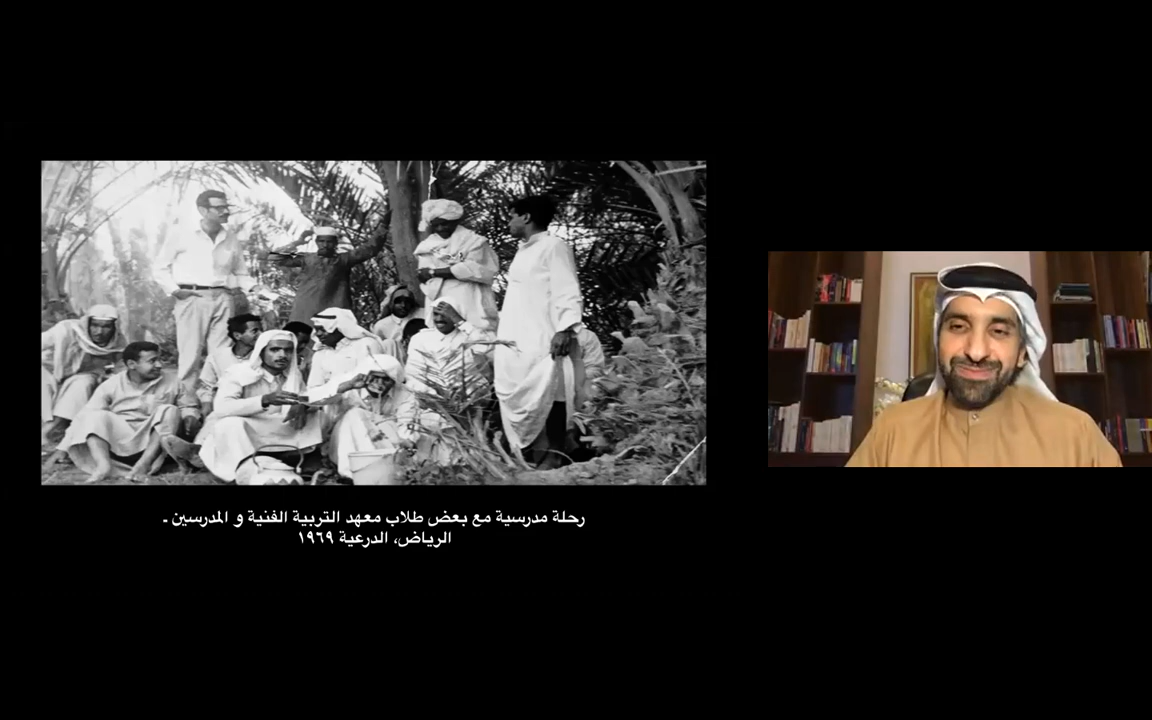 رحلة مدرسية مع بعض طلاب معهد التربية الفنية و المدرسين -
الرياض، الدرعية ١٩٦٩